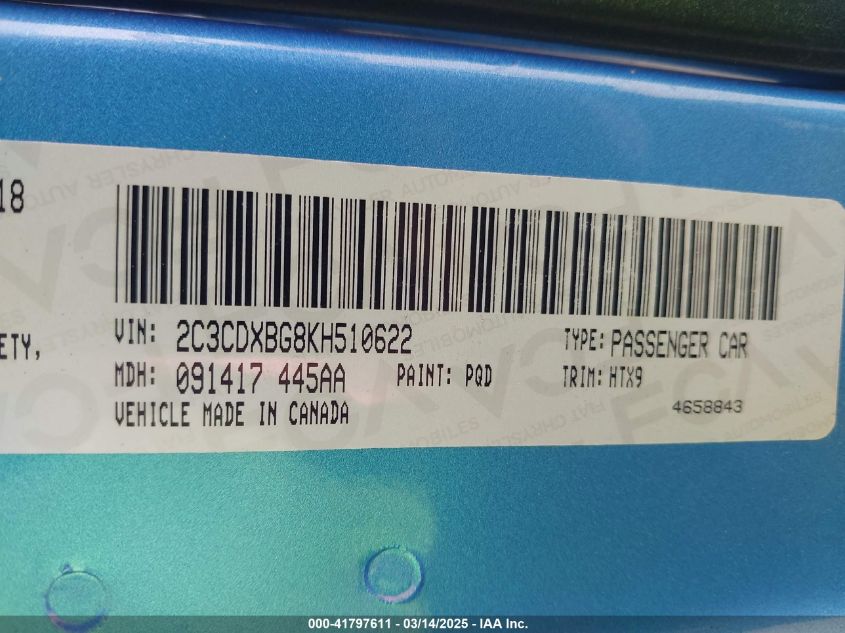 18
VIN: 2C3CDXBG8KH510622
TYPE: PASSENGER CAR
ETY,
MDH: 091417 445AA
PAINT: PQD
TRIM: HTX9
VEHICLE MADE IN CANADA
4658843
000-41797611 - 03/14/2025 - IAA Inc.